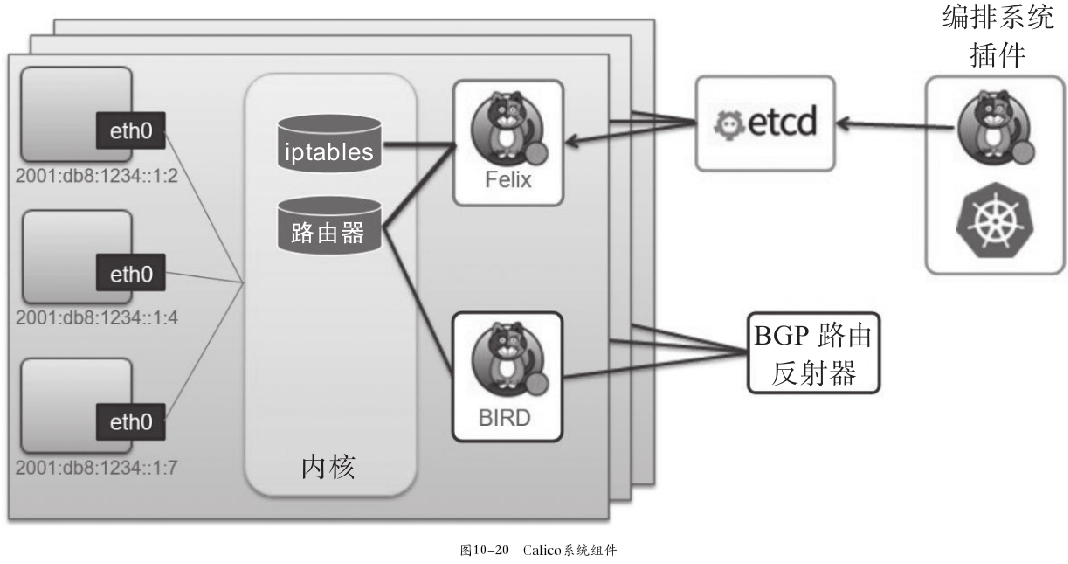 编排系统
插件
eth0
2001:db8:1234::1:2
eth0
2001:db8:1234::1:4
eth0
2001:db8:1234::1:7
iptables
路由器
内核
Felix
BIRD
etcd
BGP 路由
反射器
图10-20 Calico系统组件